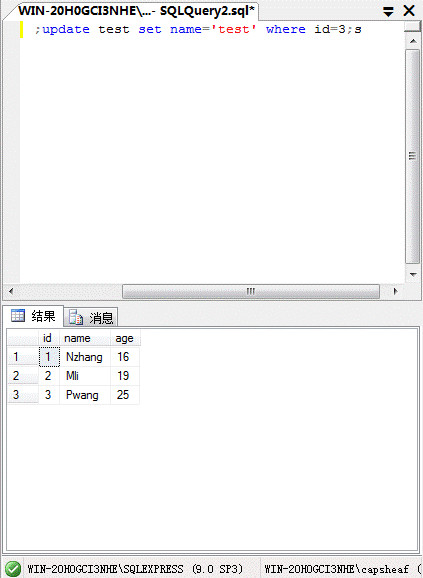 WIN-20H0GCI3NHE\...- SQLQuery2.sql*
;update test set name='test' where id=3;s
结果 消息
id name age
1 1 Nzhang 16
2 2 Mli 19
3 3 Pwang 25
WIN-20H0GCI3NHE\SQLEXPRESS (9.0 SP3) WIN-20H0GCI3NHE\capsheaf (